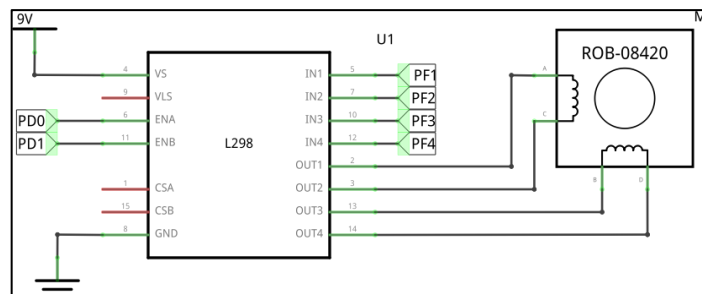 9V
M
U1
ROB-08420
4 VS
9 VLS
PD0 6 ENA
PD1 11 ENB
L298
1 CSA
15 CSB
8 GND
IN1 5 PF1
IN2 7 PF2
IN3 10 PF3
IN4 12 PF4
OUT1 2
OUT2 3
OUT3 13
OUT4 14
A
C
B
D